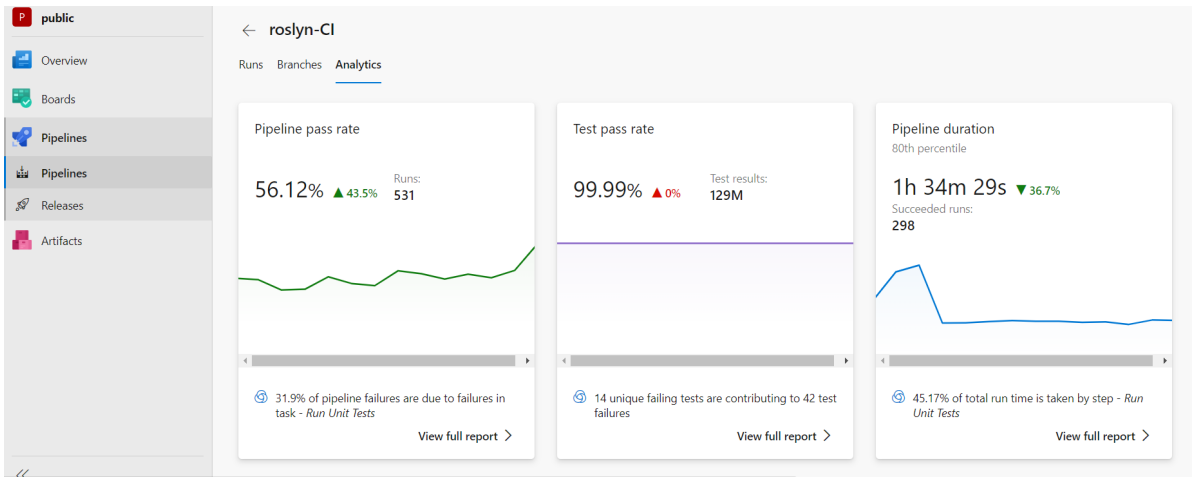 P public
Overview
Boards
Pipelines
Pipelines
Releases
Artifacts
← roslyn-CI
Runs Branches Analytics
Pipeline pass rate
56.12% ▲ 43.5%
Runs:
531
31.9% of pipeline failures are due to failures in
task - Run Unit Tests
View full report >
Test pass rate
99.99% ▲ 0%
Test results:
129M
14 unique failing tests are contributing to 42 test
failures
View full report >
Pipeline duration
80th percentile
1h 34m 29s ▼ 36.7%
Succeeded runs:
298
45.17% of total run time is taken by step - Run
Unit Tests
View full report >